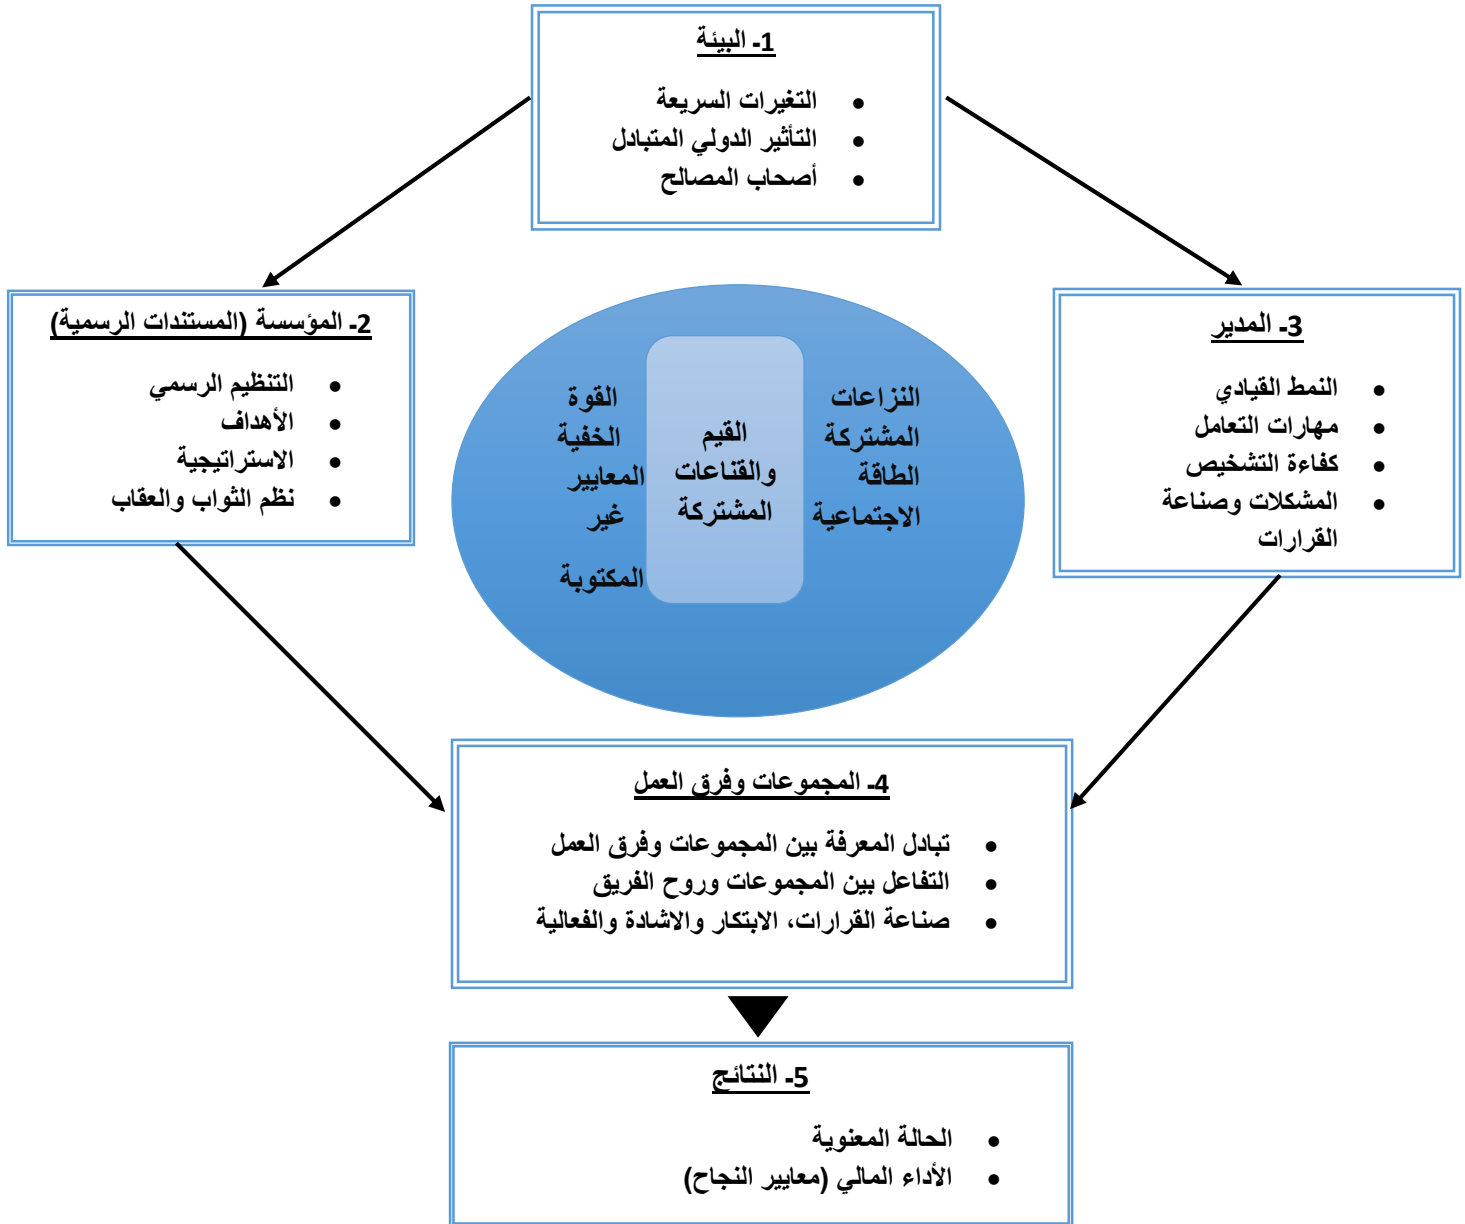 1- البيئة
• التغيرات السريعة
• التأثير الدولي المتبادل
• أصحاب المصالح
2- المؤسسة (المستندات الرسمية)
• التنظيم الرسمي
• الأهداف
• الاستراتيجية
• نظم الثواب والعقاب
3- المدير
• النمط القيادي
• مهارات التعامل
• كفاءة التشخيص
• المشكلات وصناعة
القرارات
النزاعات
المشتركة
الطاقة
الاجتماعية
القيم
والقناعات
المشتركة
القوة
الخفية
المعايير
غير
المكتوبة
4- المجموعات وفرق العمل
• تبادل المعرفة بين المجموعات وفرق العمل
• التفاعل بين المجموعات وروح الفريق
• صناعة القرارات، الابتكار والاشادة والفعالية
5- النتائج
• الحالة المعنوية
• الأداء المالي (معايير النجاح)